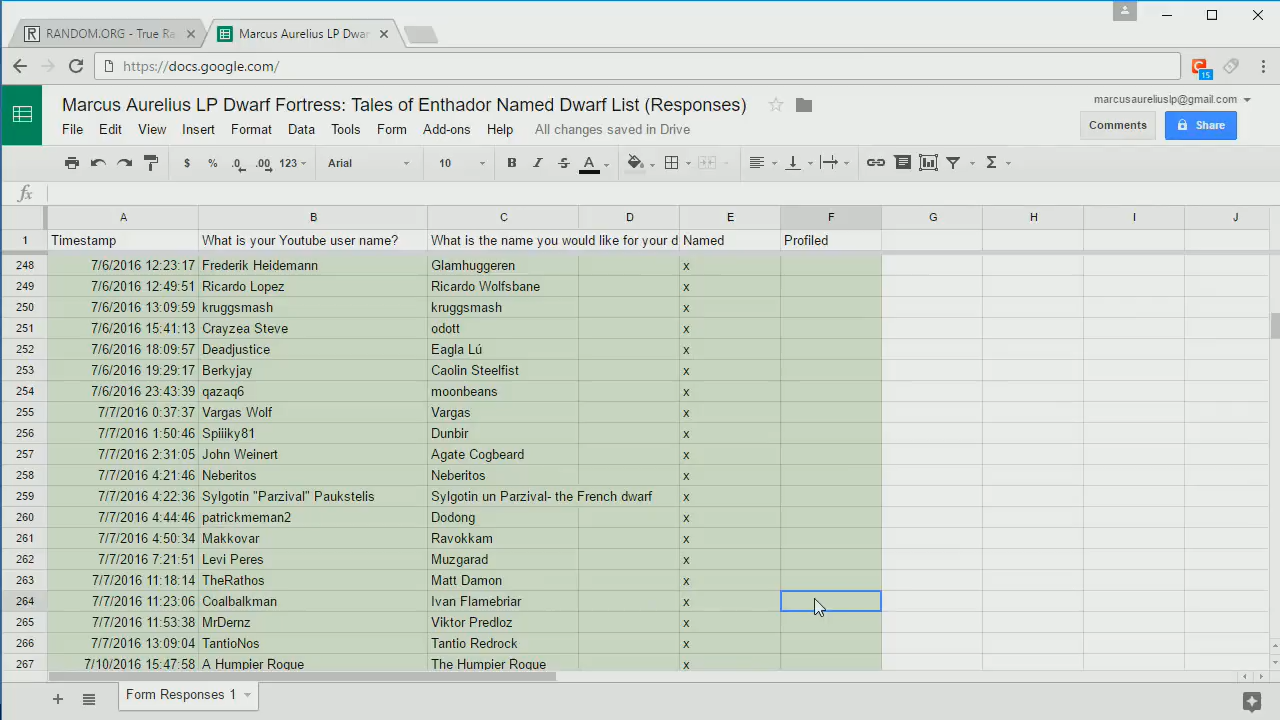 RANDOM.ORG - True Ra
Marcus Aurelius LP Dwar
https://docs.google.com/
15
Marcus Aurelius LP Dwarf Fortress: Tales of Enthador Named Dwarf List (Responses)
marcusaureliuslp@gmail.com
File Edit View Insert Format Data Tools Form Add-ons Help All changes saved in Drive
Comments Share
$ % .0 .00 123 Arial 10 B I S A Σ
fx
A B C D E F G H I J
1 Timestamp What is your Youtube user name? What is the name you would like for your d Named Profiled
248 7/6/2016 12:23:17 Frederik Heidemann Glamhuggeren x
249 7/6/2016 12:49:51 Ricardo Lopez Ricardo Wolfsbane x
250 7/6/2016 13:09:59 kruggsmash kruggsmash x
251 7/6/2016 15:41:13 Crayzea Steve odott x
252 7/6/2016 18:09:57 Deadjustice Eagla Lú x
253 7/6/2016 19:29:17 Berkyjay Caolin Steelfist x
254 7/6/2016 23:43:39 qazaq6 moonbeans x
255 7/7/2016 0:37:37 Vargas Wolf Vargas x
256 7/7/2016 1:50:46 Spiiiky81 Dunbir x
257 7/7/2016 2:31:05 John Weinert Agate Cogbeard x
258 7/7/2016 4:21:46 Neberitos Neberitos x
259 7/7/2016 4:22:36 Sylgotin "Parzival" Paukstelis Sylgotin un Parzival- the French dwarf x
260 7/7/2016 4:44:46 patrickmeman2 Dodong x
261 7/7/2016 4:50:34 Makkovar Ravokkam x
262 7/7/2016 7:21:51 Levi Peres Muzgarad x
263 7/7/2016 11:18:14 TheRathos Matt Damon x
264 7/7/2016 11:23:06 Coalbalkman Ivan Flamebriar x
265 7/7/2016 11:53:38 MrDernz Viktor Predloz x
266 7/7/2016 13:09:04 TantioNos Tantio Redrock x
267 7/10/2016 15:47:58 A Humpier Rogue The Humpier Rogue x
Form Responses 1